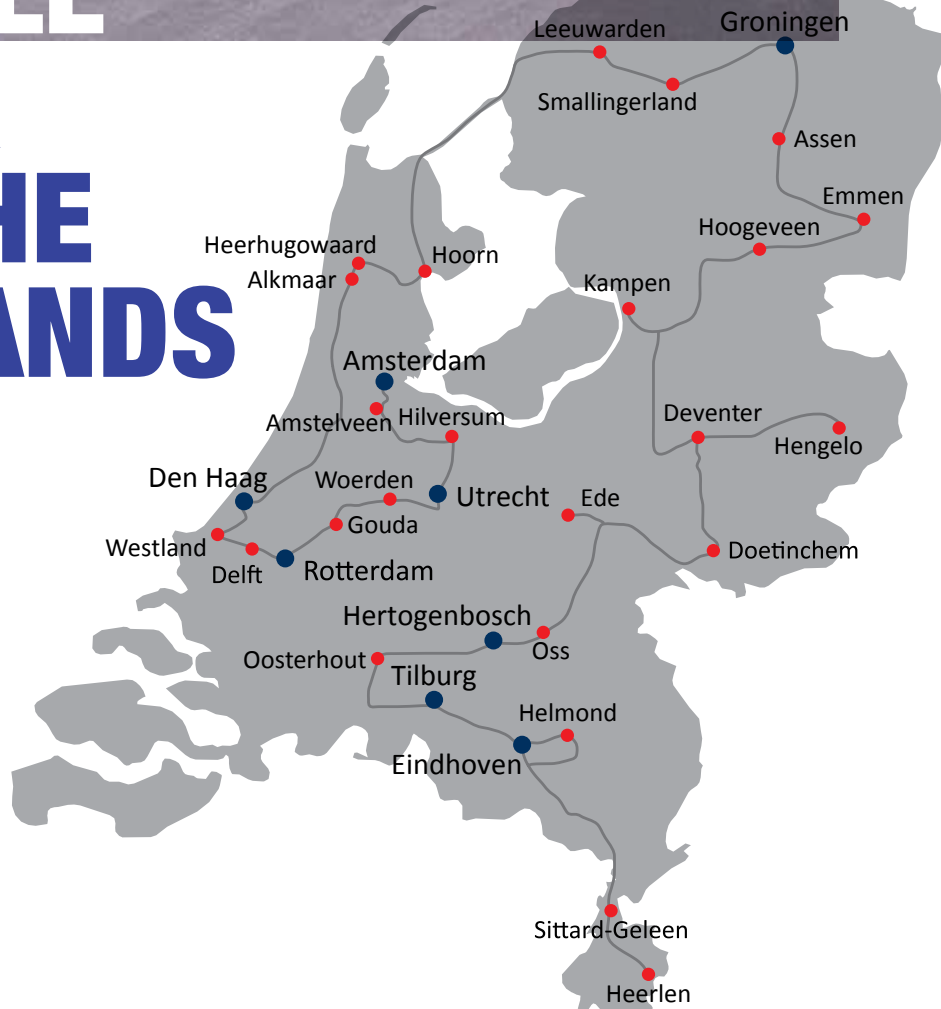 HE
ANDS
Leeuwarden
Groningen
Smallingerland
Assen
Emmen
Hoogeveen
Heerhugowaard
Hoorn
Alkmaar
Kampen
Amsterdam
Amstelveen
Hilversum
Deventer
Hengelo
Den Haag
Woerden
Utrecht
Ede
Gouda
Westland
Delft
Rotterdam
Doetinchem
Hertogenbosch
Oss
Oosterhout
Tilburg
Helmond
Eindhoven
Sittard-Geleen
Heerlen